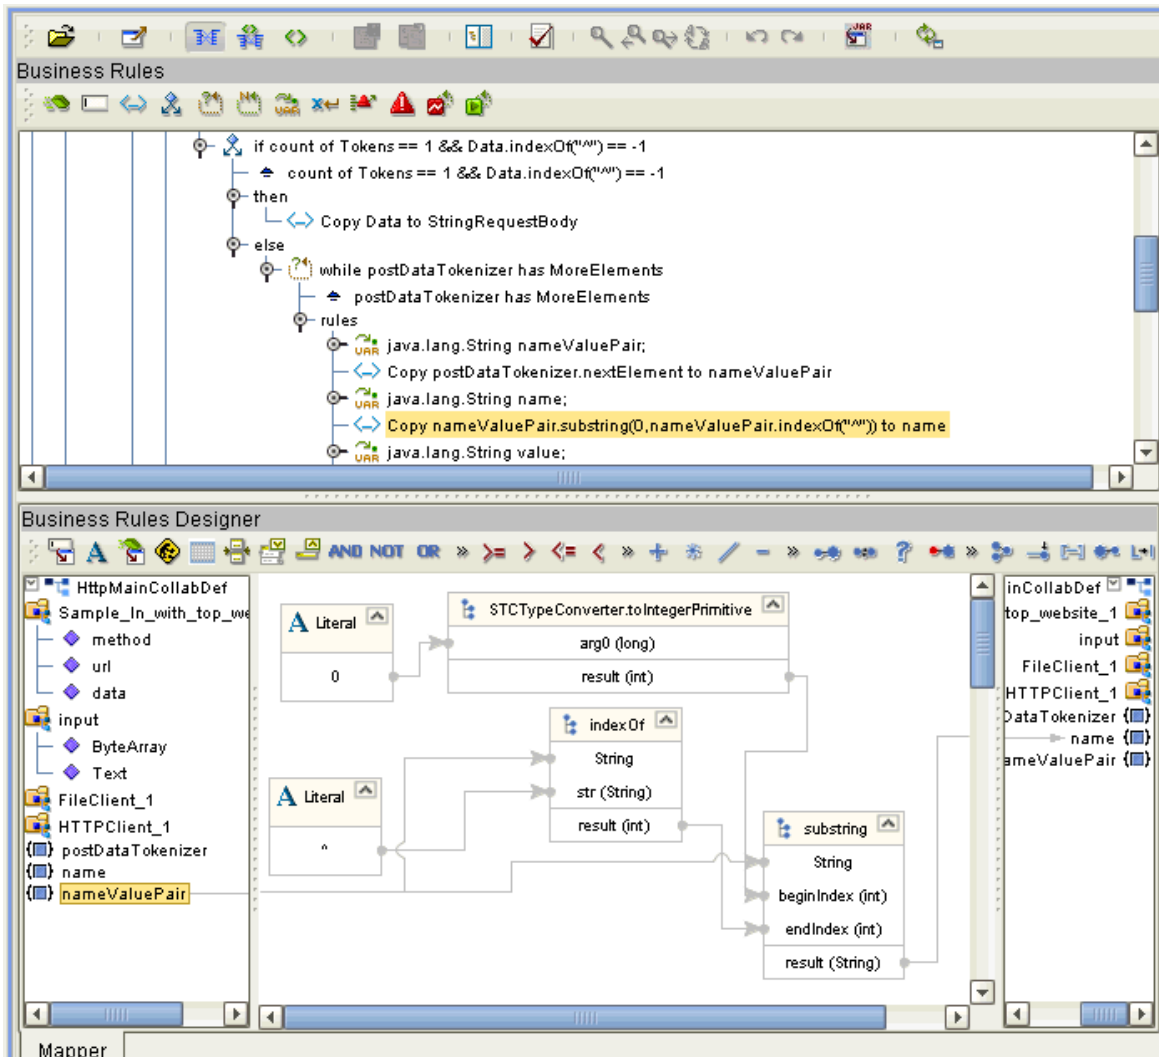 JAR
Business Rules
VAR
if count of Tokens == 1 && Data.indexOf("^") == -1
count of Tokens == 1 && Data.indexOf("^") == -1
then
Copy Data to StringRequestBody
else
while postDataTokenizer has MoreElements
postDataTokenizer has MoreElements
rules
VAR java.lang.String nameValuePair;
Copy postDataTokenizer.nextElement to nameValuePair
VAR java.lang.String name;
Copy nameValuePair.substring(0,nameValuePair.indexOf("^")) to name
VAR java.lang.String value;
Business Rules Designer
A AND NOT OR » >= > <= < » + * / - » ? »
HttpMainCollabDef
Sample_In_with_top_we
method
url
data
input
ByteArray
Text
FileClient_1
HTTPClient_1
{ } postDataTokenizer
{ } name
{ } nameValuePair
A Literal
0
STCTypeConverter.toIntegerPrimitive
arg0 (long)
result (int)
indexOf
String
str (String)
result (int)
A Literal
^
substring
String
beginIndex (int)
endIndex (int)
result (String)
inCollabDef
top_website_1
input
FileClient_1
HTTPClient_1
DataTokenizer { }
name { }
ameValuePair { }
Mapper